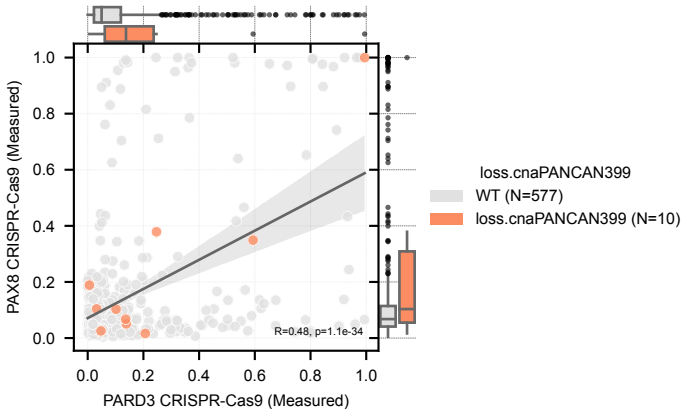 1.0
0.8
0.6
0.4
0.2
0.0
PAX8 CRISPR-Cas9 (Measured)
R=0.48, p=1.1e-34
0.0 0.2 0.4 0.6 0.8 1.0
PARD3 CRISPR-Cas9 (Measured)
loss.cnaPANCAN399
WT (N=577)
loss.cnaPANCAN399 (N=10)